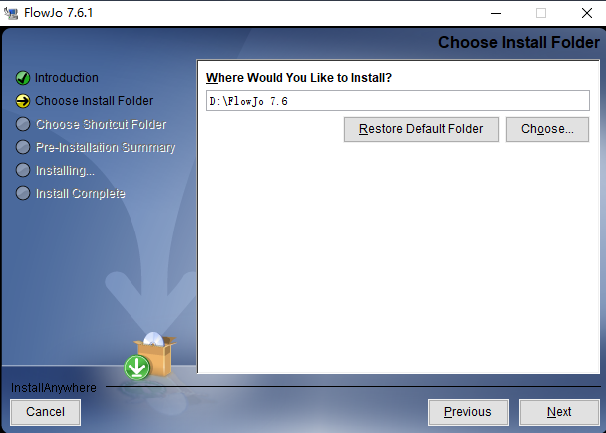 FlowJo 7.6.1
Choose Install Folder
Introduction
Choose Install Folder
Choose Shortcut Folder
Pre-Installation Summary
Installing...
Install Complete
Where Would You Like to Install?
D:\FlowJo 7.6
Restore Default Folder
Choose...
InstallAnywhere
Cancel
Previous
Next